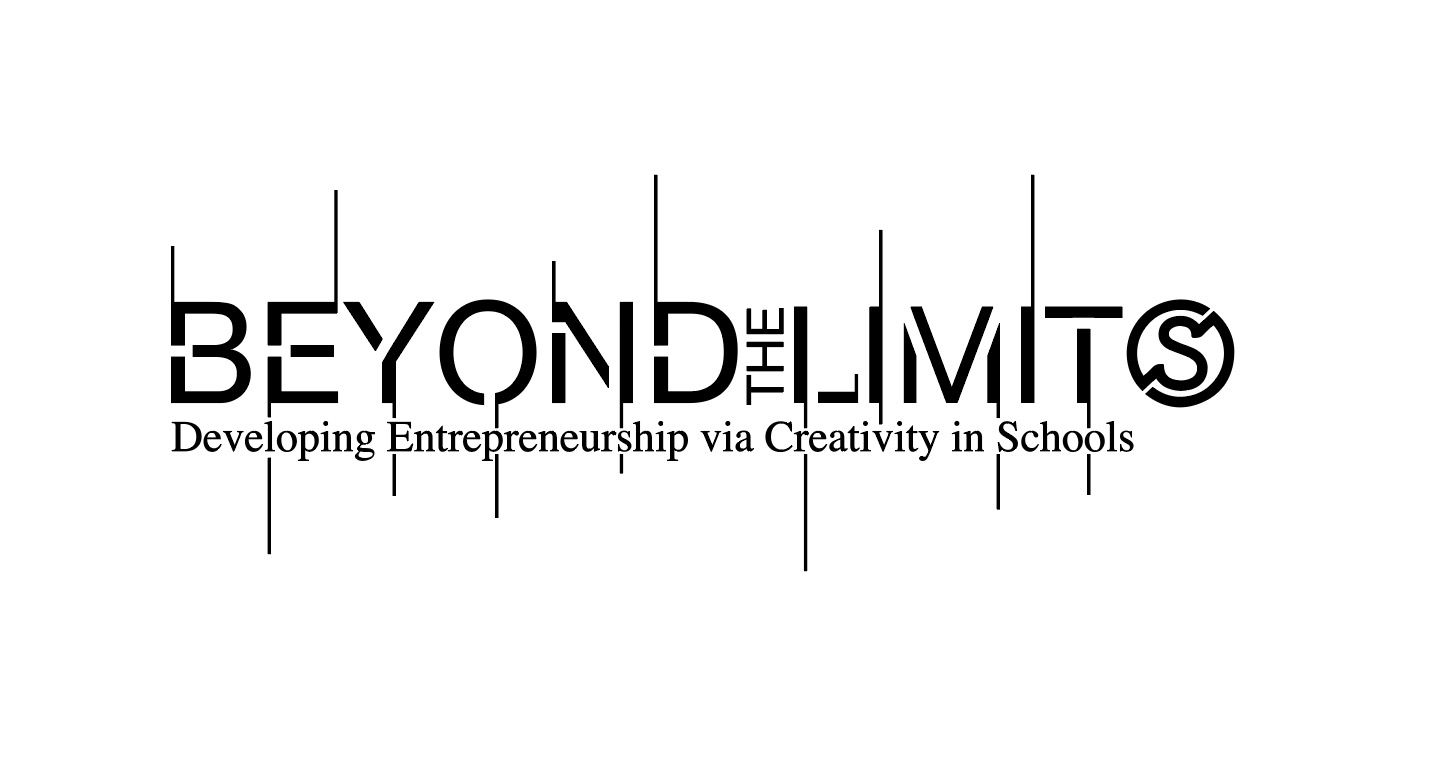 BEYOND THE LIMITS
Developing Entrepreneurship via Creativity in Schools